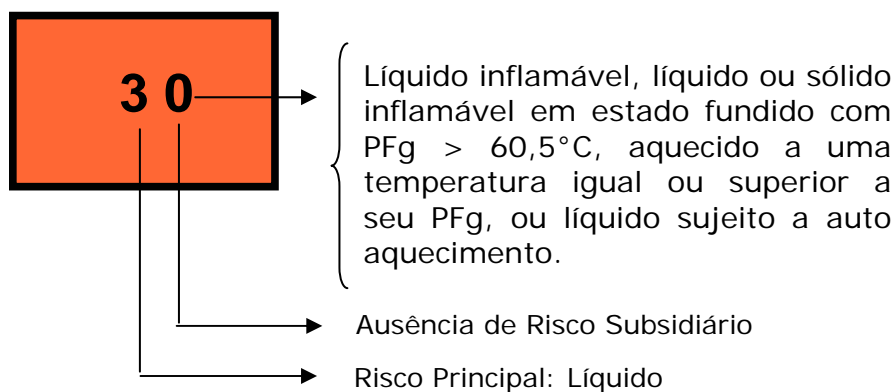 3 0
Líquido inflamável, líquido ou sólido
inflamável em estado fundido com
PFg > 60,5°C, aquecido a uma
temperatura igual ou superior a
seu PFg, ou líquido sujeito a auto
aquecimento.
Ausência de Risco Subsidiário
Risco Principal: Líquido